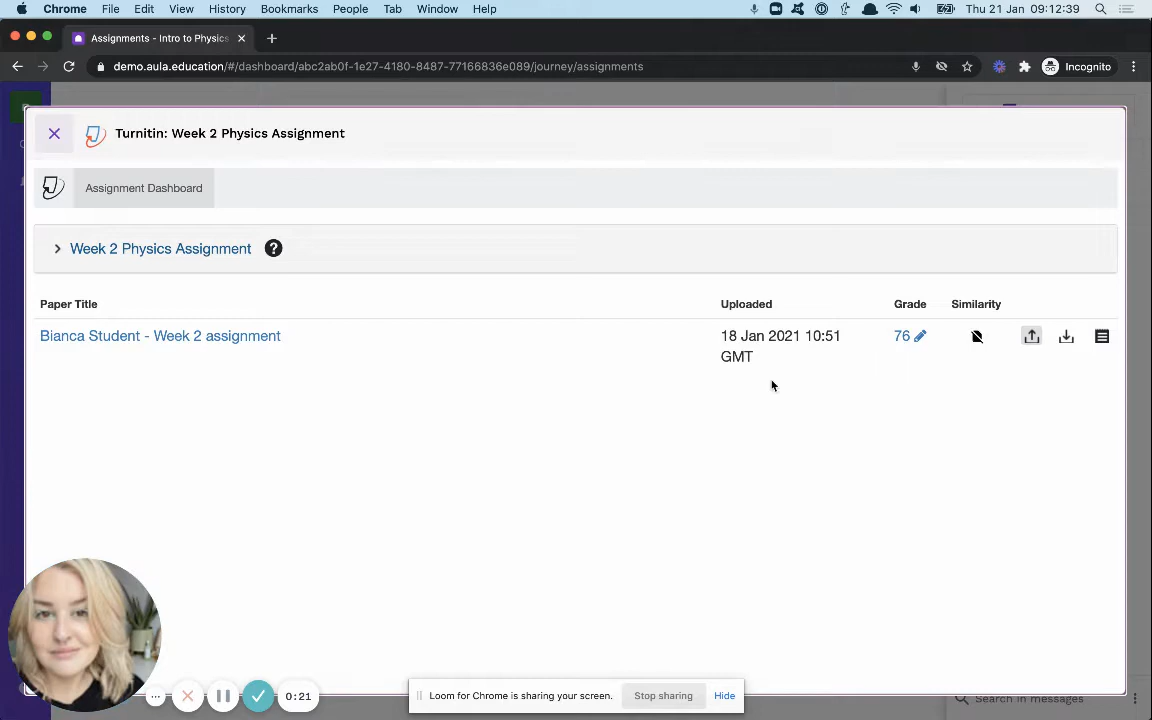 Chrome File Edit View History Bookmarks People Tab Window Help Thu 21 Jan 09:12:39
Assignments - Intro to Physics
demo.aula.education/#/dashboard/abc2ab0f-1e27-4180-8487-77166836e089/journey/assignments Incognito
Turnitin: Week 2 Physics Assignment
Assignment Dashboard
Week 2 Physics Assignment ?
Paper Title Uploaded Grade Similarity
Bianca Student - Week 2 assignment 18 Jan 2021 10:51 76
GMT
0:21 Loom for Chrome is sharing your screen. Stop sharing Hide
Search in messages